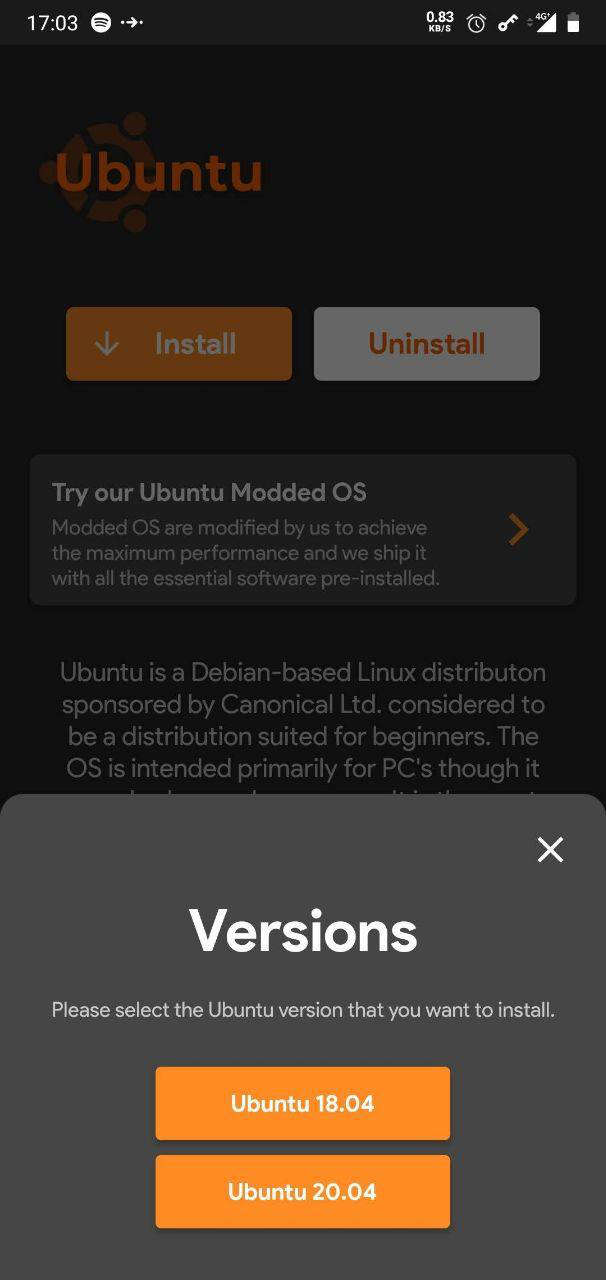 17:03
0.83
KB/S
4G+
Ubuntu
Install
Uninstall
Try our Ubuntu Modded OS
Modded OS are modified by us to achieve
the maximum performance and we ship it
with all the essential software pre-installed.
Ubuntu is a Debian-based Linux distributon
sponsored by Canonical Ltd. considered to
be a distribution suited for beginners. The
OS is intended primarily for PC's though it
Versions
Please select the Ubuntu version that you want to install.
Ubuntu 18.04
Ubuntu 20.04